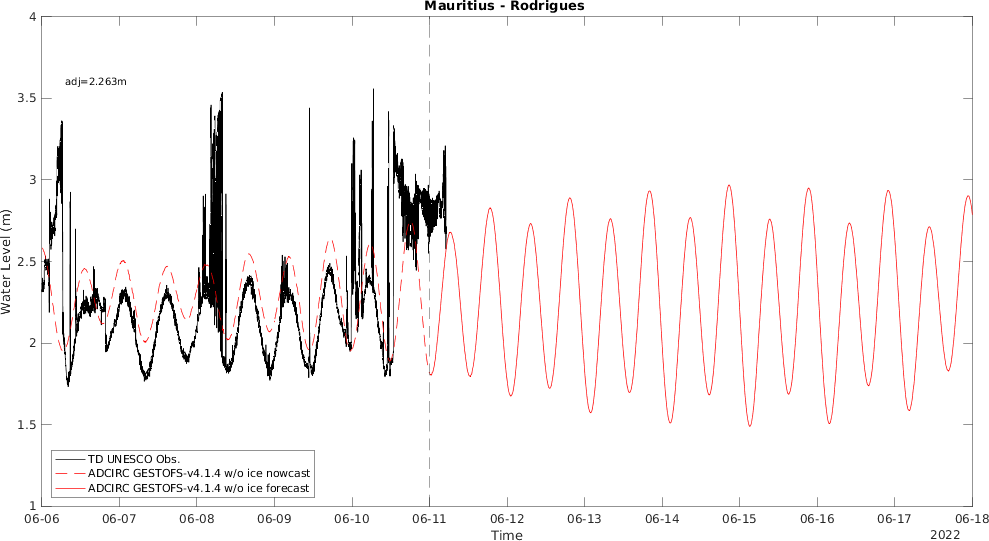 Mauritius - Rodrigues
adj=2.263m
Water Level (m)
4
3.5
3
2.5
2
1.5
1
TD UNESCO Obs.
ADCIRC GESTOFS-v4.1.4 w/o ice nowcast
ADCIRC GESTOFS-v4.1.4 w/o ice forecast
06-06 06-07 06-08 06-09 06-10 06-11 06-12 06-13 06-14 06-15 06-16 06-17 06-18
Time
2022